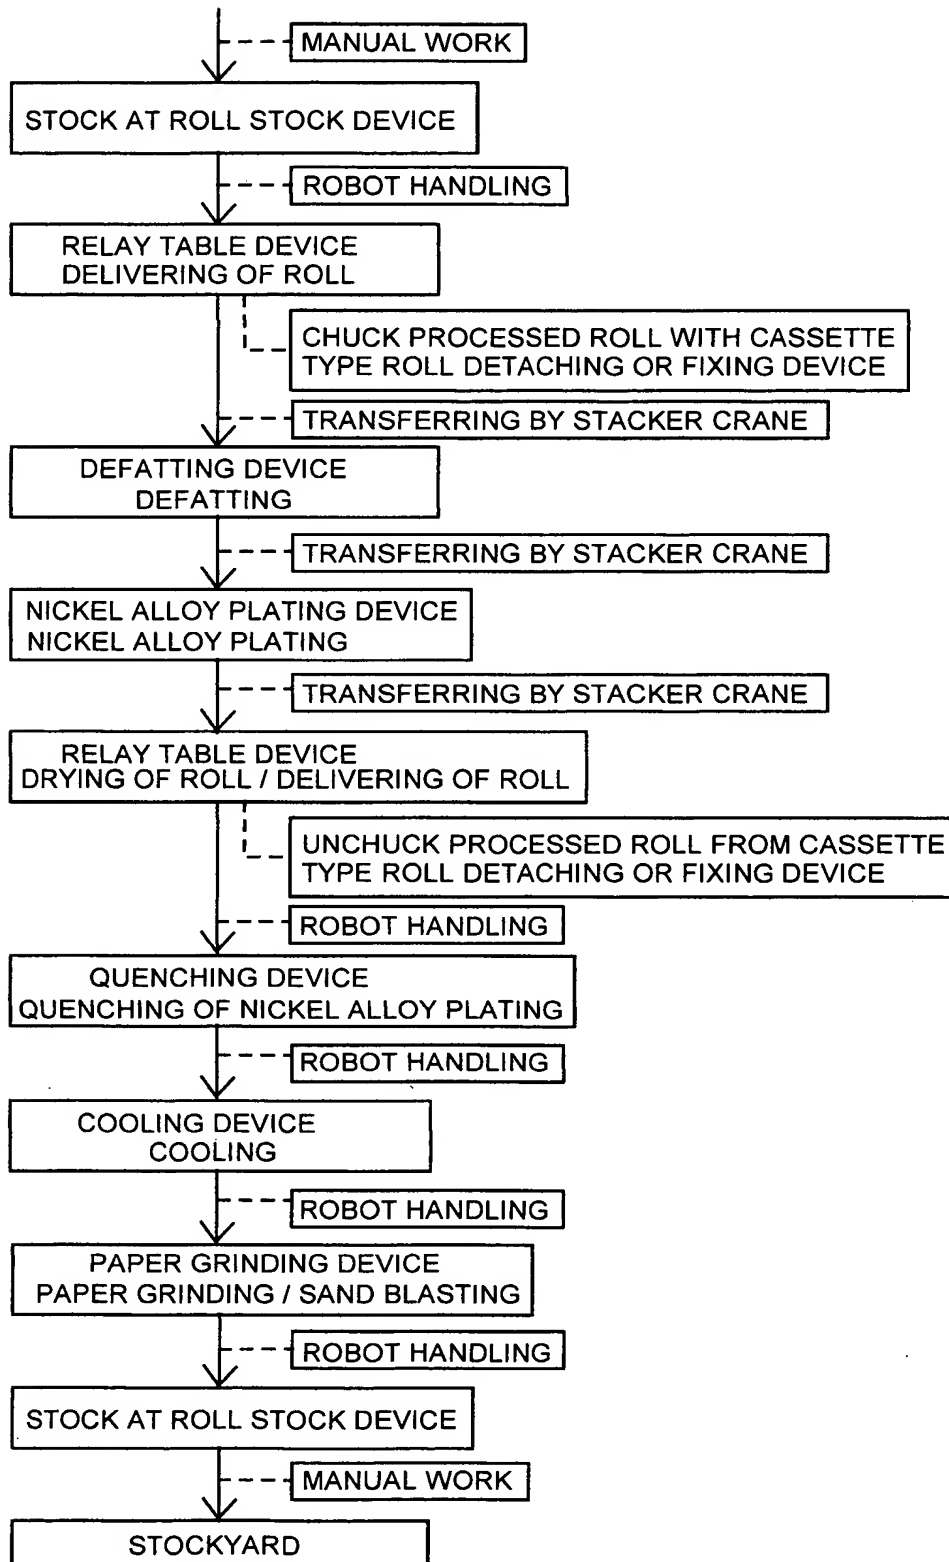 MANUAL WORK
STOCK AT ROLL STOCK DEVICE
ROBOT HANDLING
RELAY TABLE DEVICE
DELIVERING OF ROLL
CHUCK PROCESSED ROLL WITH CASSETTE
TYPE ROLL DETACHING OR FIXING DEVICE
TRANSFERRING BY STACKER CRANE
DEFATTING DEVICE
DEFATTING
TRANSFERRING BY STACKER CRANE
NICKEL ALLOY PLATING DEVICE
NICKEL ALLOY PLATING
TRANSFERRING BY STACKER CRANE
RELAY TABLE DEVICE
DRYING OF ROLL / DELIVERING OF ROLL
UNCHUCK PROCESSED ROLL FROM CASSETTE
TYPE ROLL DETACHING OR FIXING DEVICE
ROBOT HANDLING
QUENCHING DEVICE
QUENCHING OF NICKEL ALLOY PLATING
ROBOT HANDLING
COOLING DEVICE
COOLING
ROBOT HANDLING
PAPER GRINDING DEVICE
PAPER GRINDING / SAND BLASTING
ROBOT HANDLING
STOCK AT ROLL STOCK DEVICE
MANUAL WORK
STOCKYARD